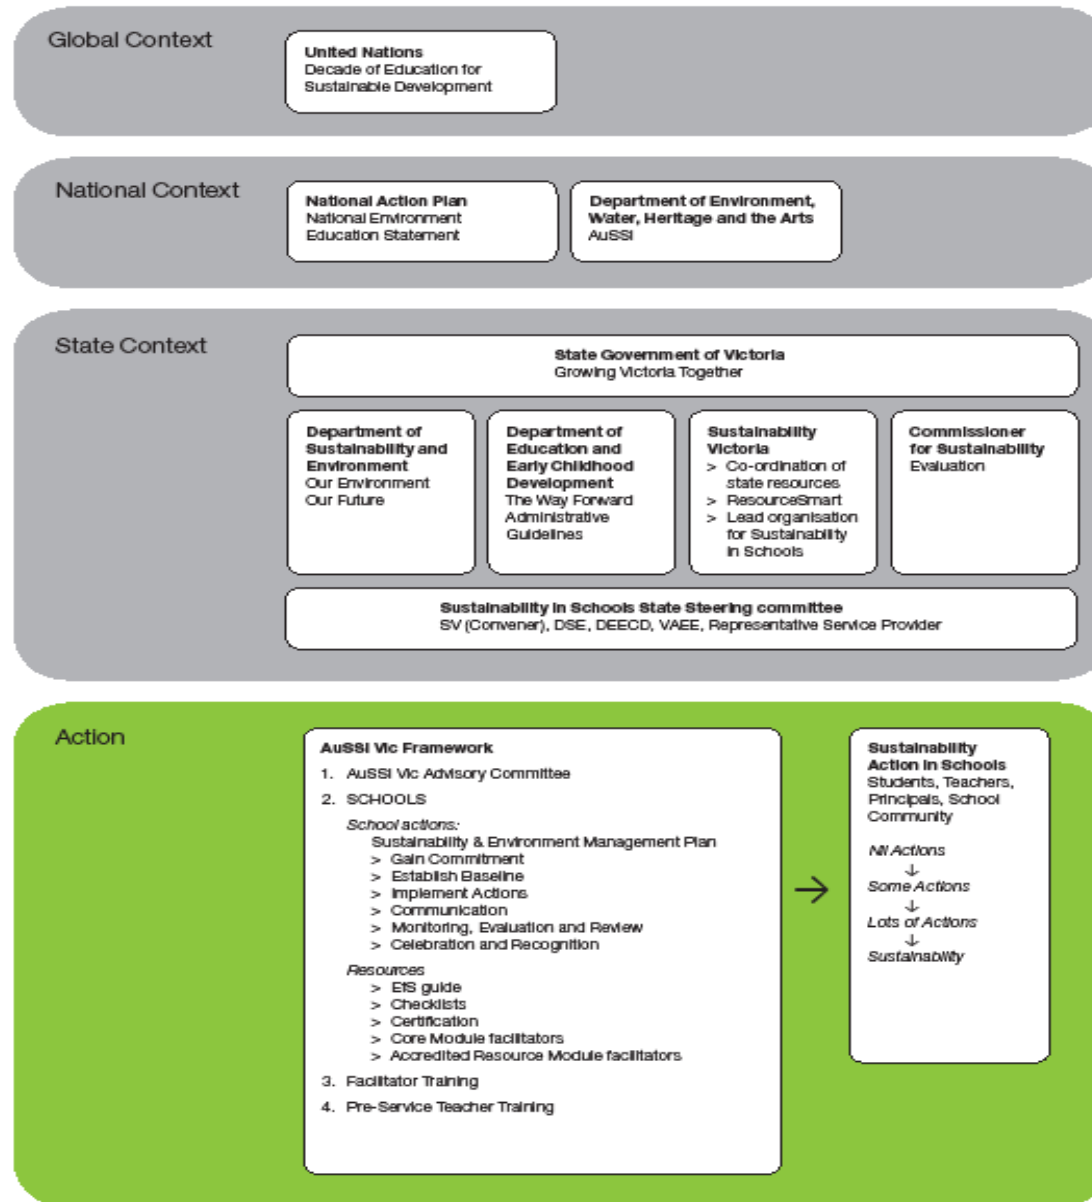 Global Context
United Nations
Decade of Education for
Sustainable Development
National Context
National Action Plan
National Environment
Education Statement
Department of Environment,
Water, Heritage and the Arts
AuSSI
State Context
State Government of Victoria
Growing Victoria Together
Department of
Sustainability and
Environment
Our Environment
Our Future
Department of
Education and
Early Childhood
Development
The Way Forward
Administrative
Guidelines
Sustainability
Victoria
> Co-ordination of
state resources
> ResourceSmart
> Lead organisation
for Sustainability
in Schools
Commissioner
for Sustainability
Evaluation
Sustainability in Schools State Steering committee
SV (Convener), DSE, DEECD, VAEE, Representative Service Provider
Action
AuSSI Vic Framework
1. AuSSI Vic Advisory Committee
2. SCHOOLS
School actions:
Sustainability & Environment Management Plan
> Gain Commitment
> Establish Baseline
> Implement Actions
> Communication
> Monitoring, Evaluation and Review
> Celebration and Recognition
Resources
> EfS guide
> Checklists
> Certification
> Core Module facilitators
> Accredited Resource Module facilitators
3. Facilitator Training
4. Pre-Service Teacher Training
→
Sustainability
Action in Schools
Students, Teachers,
Principals, School
Community
Nil Actions
↓
Some Actions
↓
Lots of Actions
↓
Sustainability